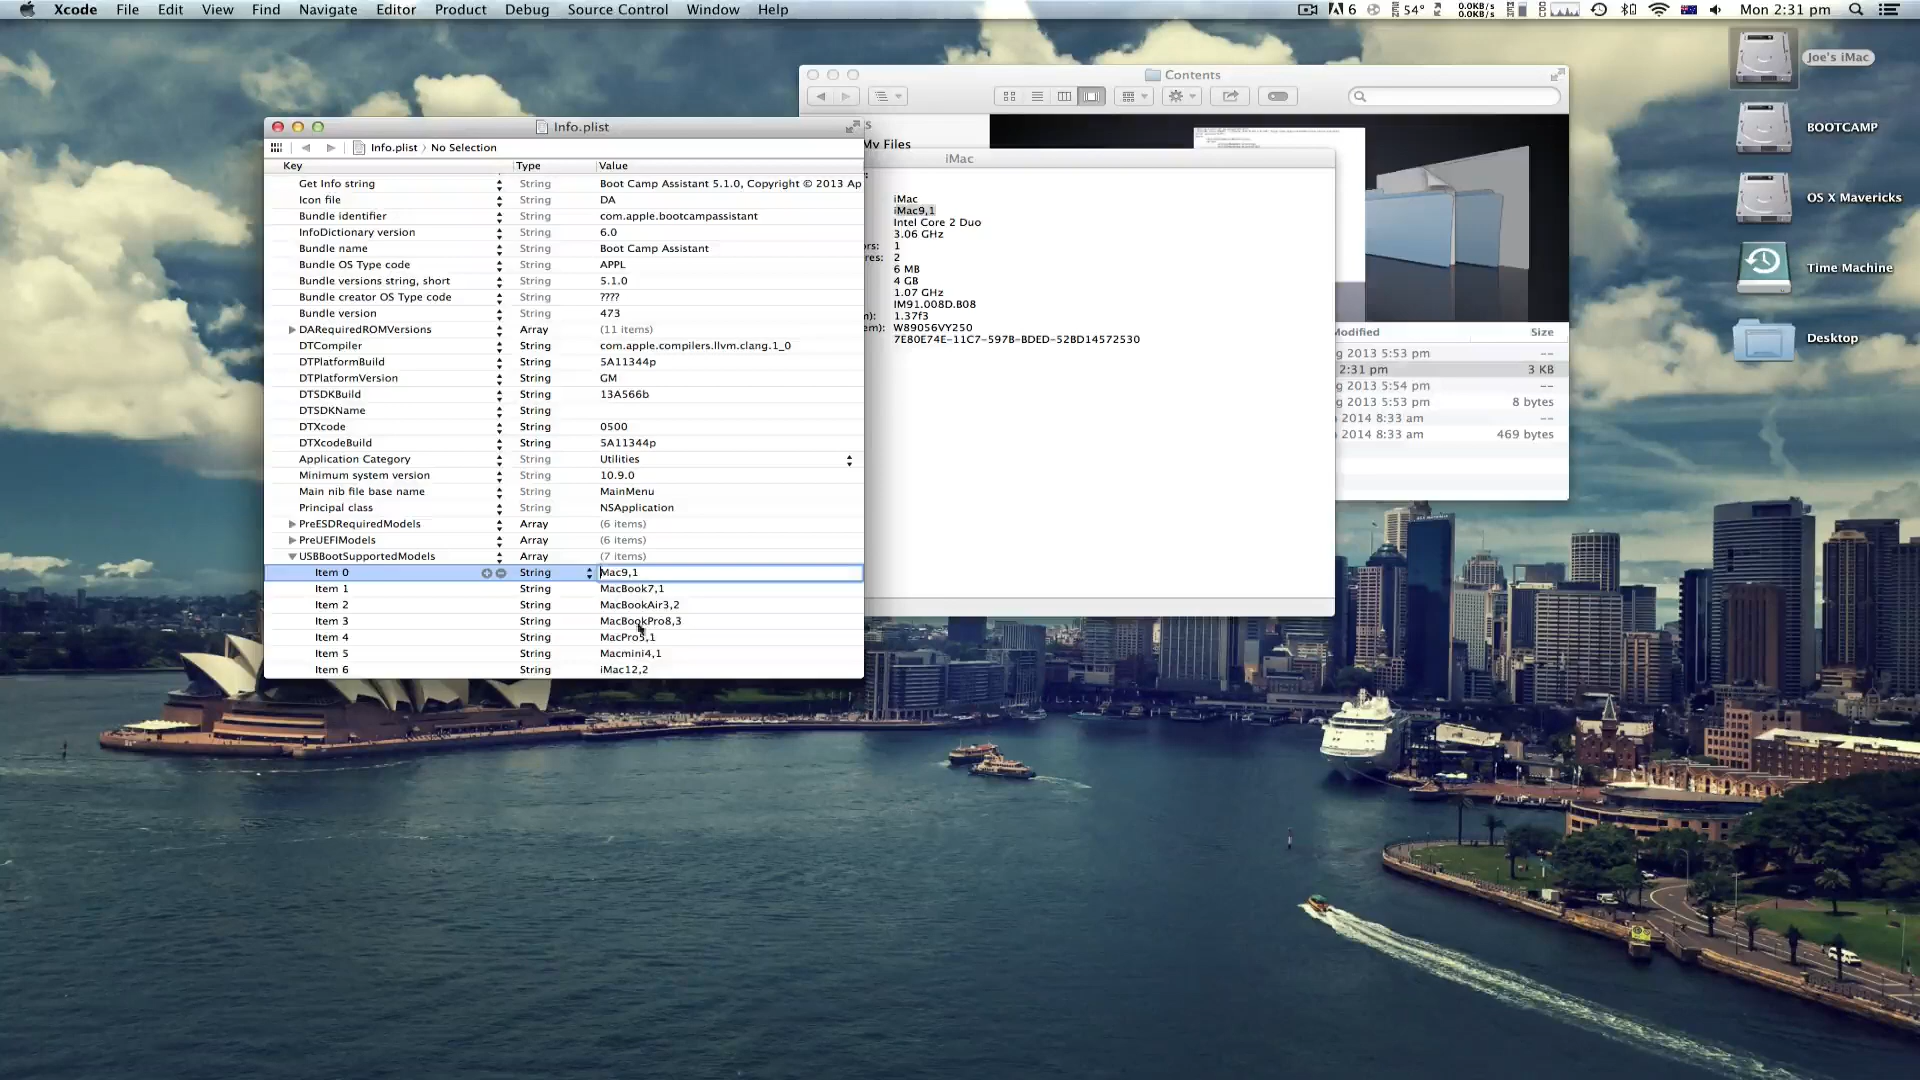 Xcode File Edit View Find Navigate Editor Product Debug Source Control Window Help
6 54° 0.0KB/s 0.0KB/s Mon 2:31 pm
Joe's iMac
BOOTCAMP
OS X Mavericks
Time Machine
Desktop
Contents
My Files
Modified Size
g 2013 5:53 pm --
2:31 pm 3 KB
g 2013 5:54 pm --
g 2013 5:53 pm 8 bytes
2014 8:33 am --
2014 8:33 am 469 bytes
iMac
iMac
iMac9,1
Intel Core 2 Duo
3.06 GHz
ors: 1
res: 2
6 MB
4 GB
1.07 GHz
IM91.008D.B08
m): 1.37f3
em): W89056VY250
7E80E74E-11C7-597B-BDED-52BD14572530
Info.plist
Info.plist No Selection
Key Type Value
Get Info string String Boot Camp Assistant 5.1.0, Copyright © 2013 Ap
Icon file String DA
Bundle identifier String com.apple.bootcampassistant
InfoDictionary version String 6.0
Bundle name String Boot Camp Assistant
Bundle OS Type code String APPL
Bundle versions string, short String 5.1.0
Bundle creator OS Type code String ????
Bundle version String 473
DARequiredROMVersions Array (11 items)
DTCompiler String com.apple.compilers.llvm.clang.1_0
DTPlatformBuild String 5A11344p
DTPlatformVersion String GM
DTSDKBuild String 13A566b
DTSDKName String
DTXcode String 0500
DTXcodeBuild String 5A11344p
Application Category String Utilities
Minimum system version String 10.9.0
Main nib file base name String MainMenu
Principal class String NSApplication
PreESDRequiredModels Array (6 items)
PreUEFIModels Array (6 items)
USBBootSupportedModels Array (7 items)
Item 0 String Mac9,1
Item 1 String MacBook7,1
Item 2 String MacBookAir3,2
Item 3 String MacBookPro8,3
Item 4 String MacPro5,1
Item 5 String Macmini4,1
Item 6 String iMac12,2